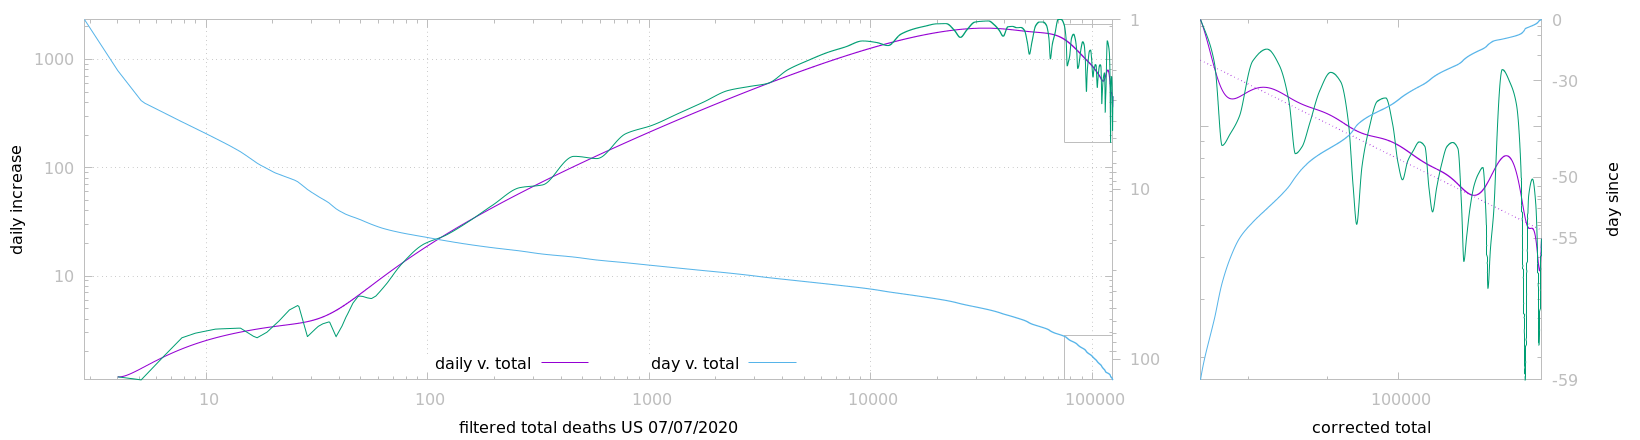 1000
100
10
daily increase
10
100
1000
10000
100000
filtered total deaths US 07/07/2020
daily v. total
day v. total
1
10
100
100000
corrected total
0
-30
-50
-55
-59
day since